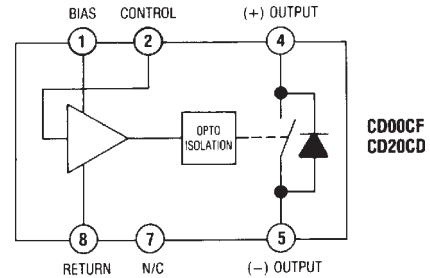 BIAS CONTROL (+) OUTPUT
1 2 4
OPTO
ISOLATION
CD00CF
CD20CD
8 7 5
RETURN N/C (−) OUTPUT